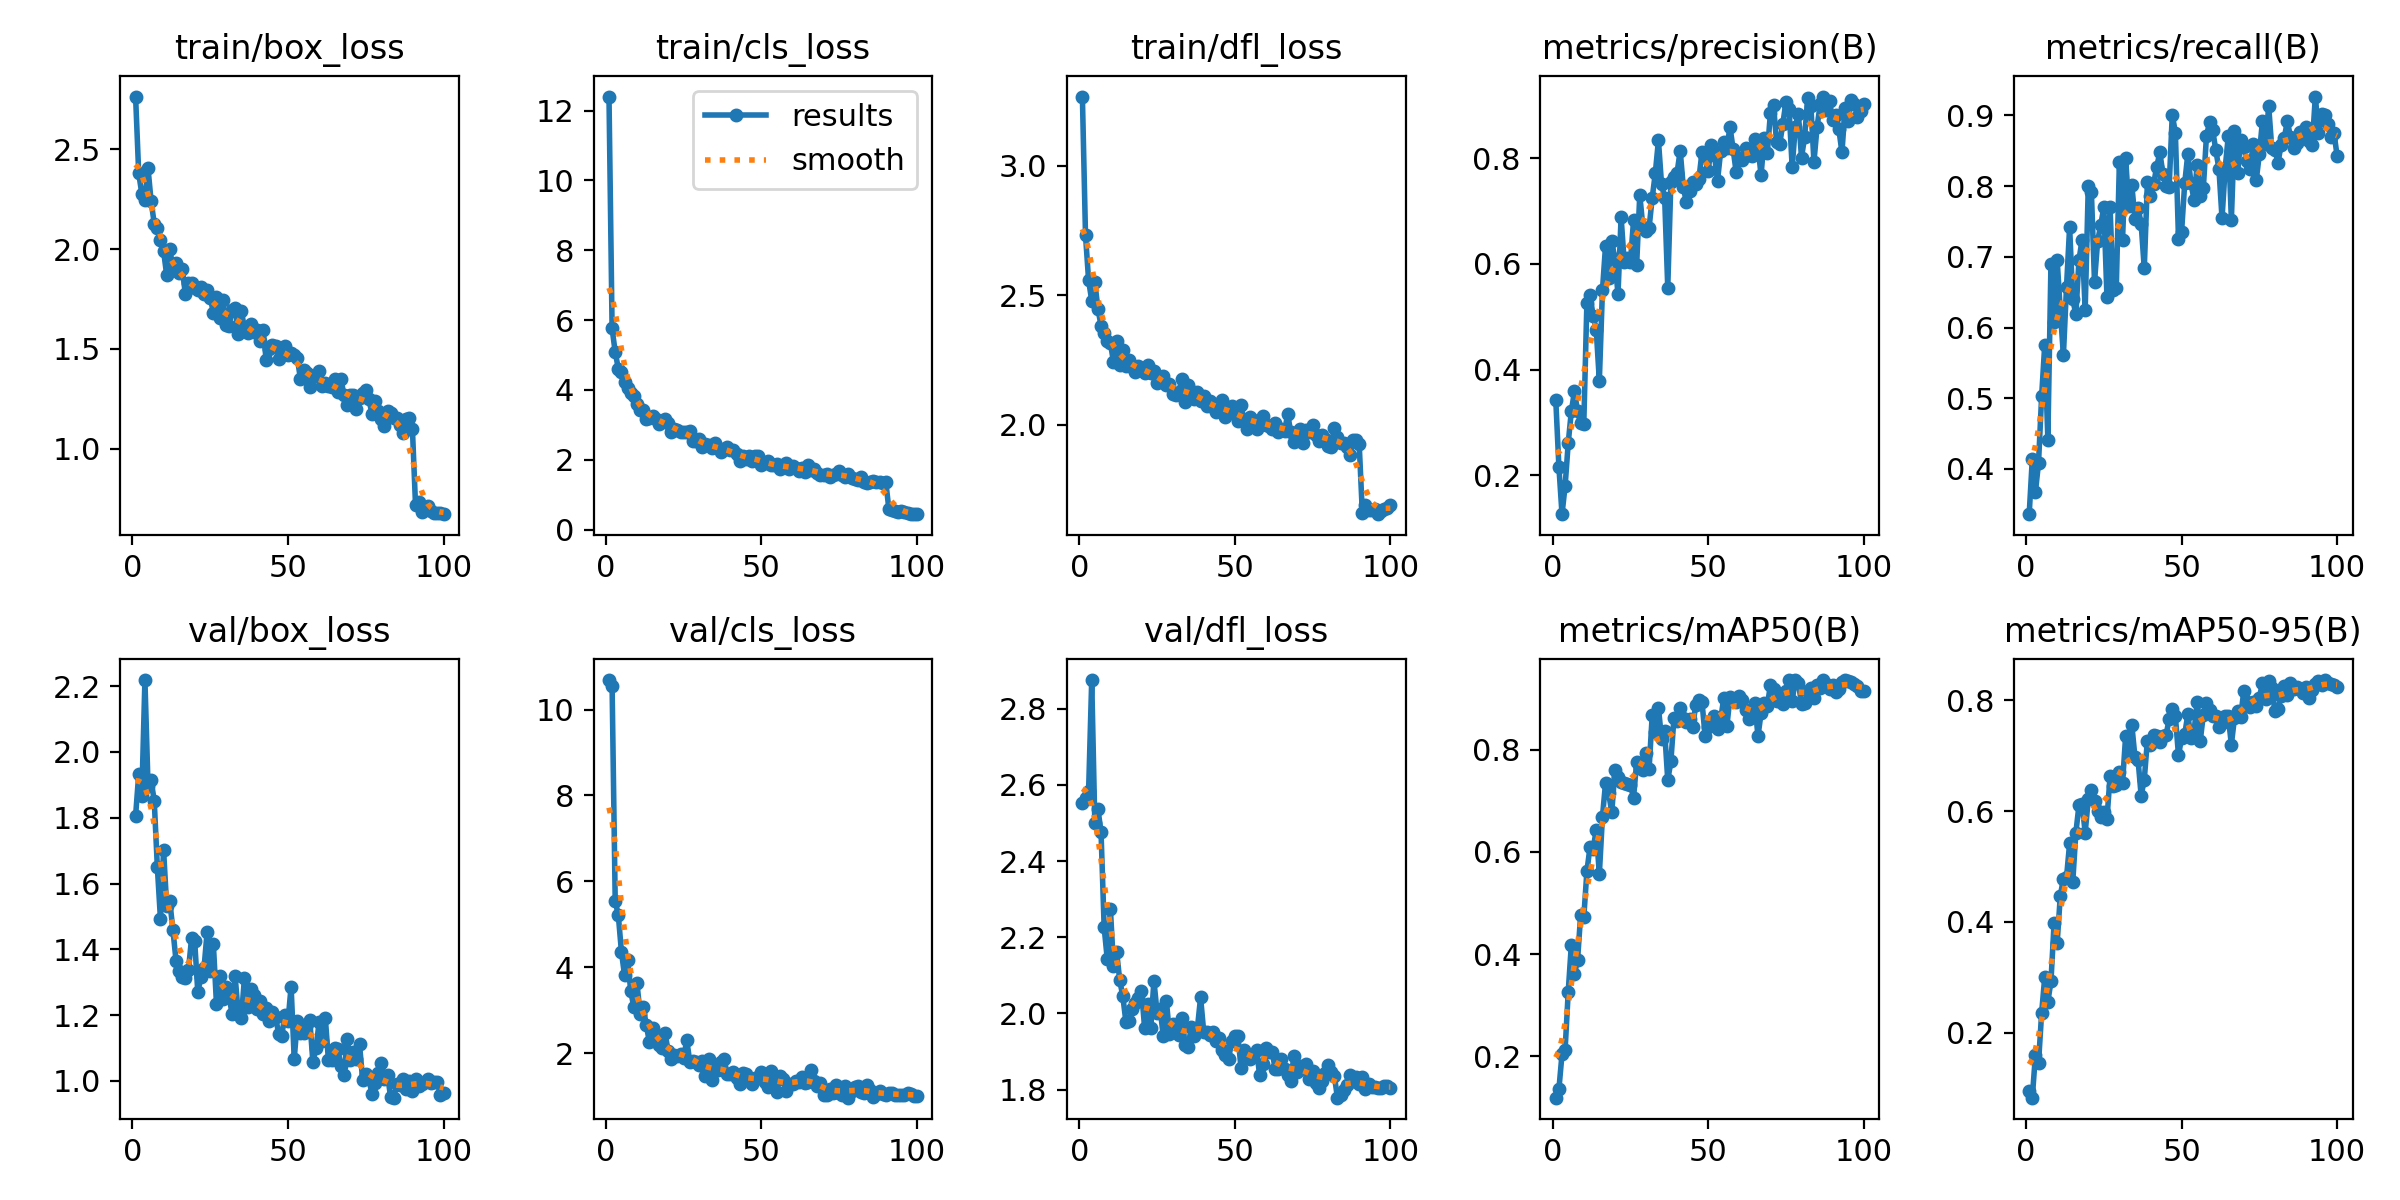 train/box_loss
2.5
2.0
1.5
1.0
0 50 100
train/cls_loss
results
smooth
12
10
8
6
4
2
0
0 50 100
train/dfl_loss
3.0
2.5
2.0
0 50 100
metrics/precision(B)
0.8
0.6
0.4
0.2
0 50 100
metrics/recall(B)
0.9
0.8
0.7
0.6
0.5
0.4
0 50 100
val/box_loss
2.2
2.0
1.8
1.6
1.4
1.2
1.0
0 50 100
val/cls_loss
10
8
6
4
2
0 50 100
val/dfl_loss
2.8
2.6
2.4
2.2
2.0
1.8
0 50 100
metrics/mAP50(B)
0.8
0.6
0.4
0.2
0 50 100
metrics/mAP50-95(B)
0.8
0.6
0.4
0.2
0 50 100